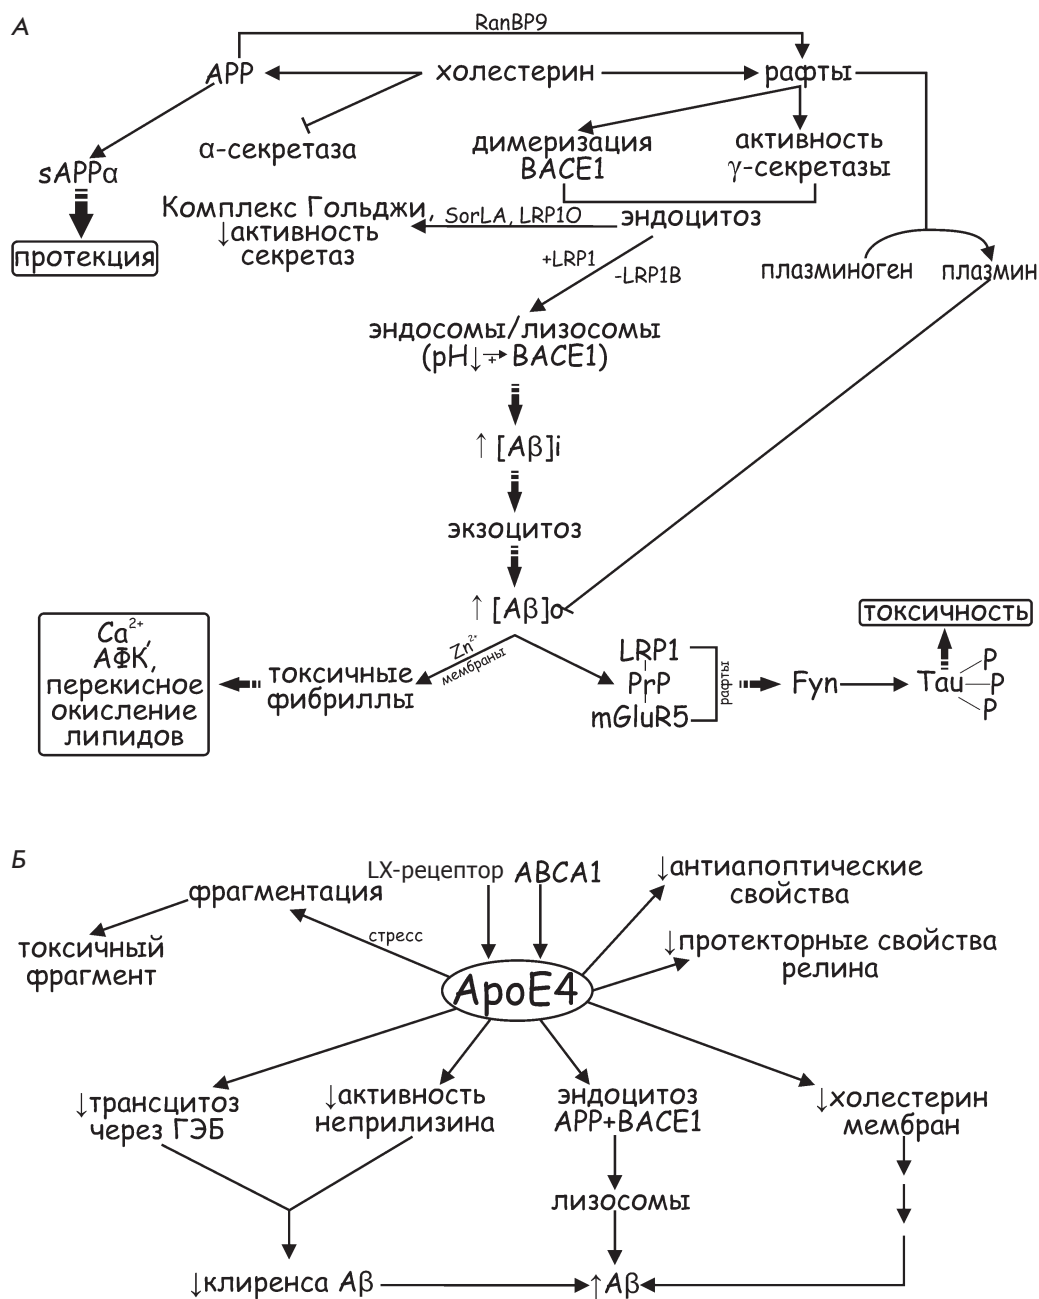 А
RanBP9
APP
холестерин
рафты
α-секретаза
димеризация
BACE1
активность
γ-секретазы
sAPPα
протекция
Комплекс Гольджи,
↓активность
секретаз
SorLA, LRP10
эндоцитоз
+LRP1
-LRP1B
плазминоген
плазмин
эндосомы/лизосомы
(pH↓→+ BACE1)
↑ [Aβ]i
экзоцитоз
↑ [Aβ]o
Zn²⁺
мембраны
токсичные
фибриллы
Ca²⁺,
АФК,
перекисное
окисление
липидов
LRP1
PrP
mGluR5
рафты
Fyn
Tau
P
P
P
токсичность
Б
LX-рецептор
ABCA1
фрагментация
стресс
токсичный
фрагмент
↓антиапоптические
свойства
↓протекторные свойства
релина
ApoE4
↓трансцитоз
через ГЭБ
↓активность
неприлизина
эндоцитоз
APP+BACE1
↓холестерин
мембран
лизосомы
↓клиренса Aβ
↑Aβ